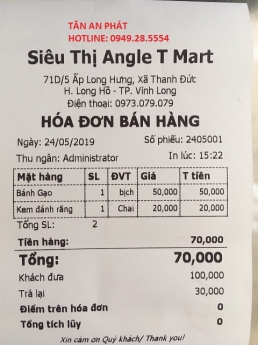 TÂN AN PHÁT
HOTLINE: 0949.28.5554
Siêu Thị Angle T Mart
71D/5 Ấp Long Hưng, Xã Thanh Đức
H. Long Hồ - TP. Vĩnh Long
Điện thoại: 0973.079.079
HÓA ĐƠN BÁN HÀNG
Ngày: 24/05/2019 Số phiếu: 2405001
Thu ngân: Administrator In lúc: 15:22
Mặt hàng SL ĐVT Giá T tiền
Bánh Gạo 1 bịch 50,000 50,000
Kem đánh răng 1 Chai 20,000 20,000
Tổng SL: 2
Tiền hàng: 70,000
Tổng: 70,000
Khách đưa 100,000
Trả lại 30,000
Điểm trên hóa đơn 0
Tổng tích lũy 0
Xin cảm ơn Quý khách/ Thank you!